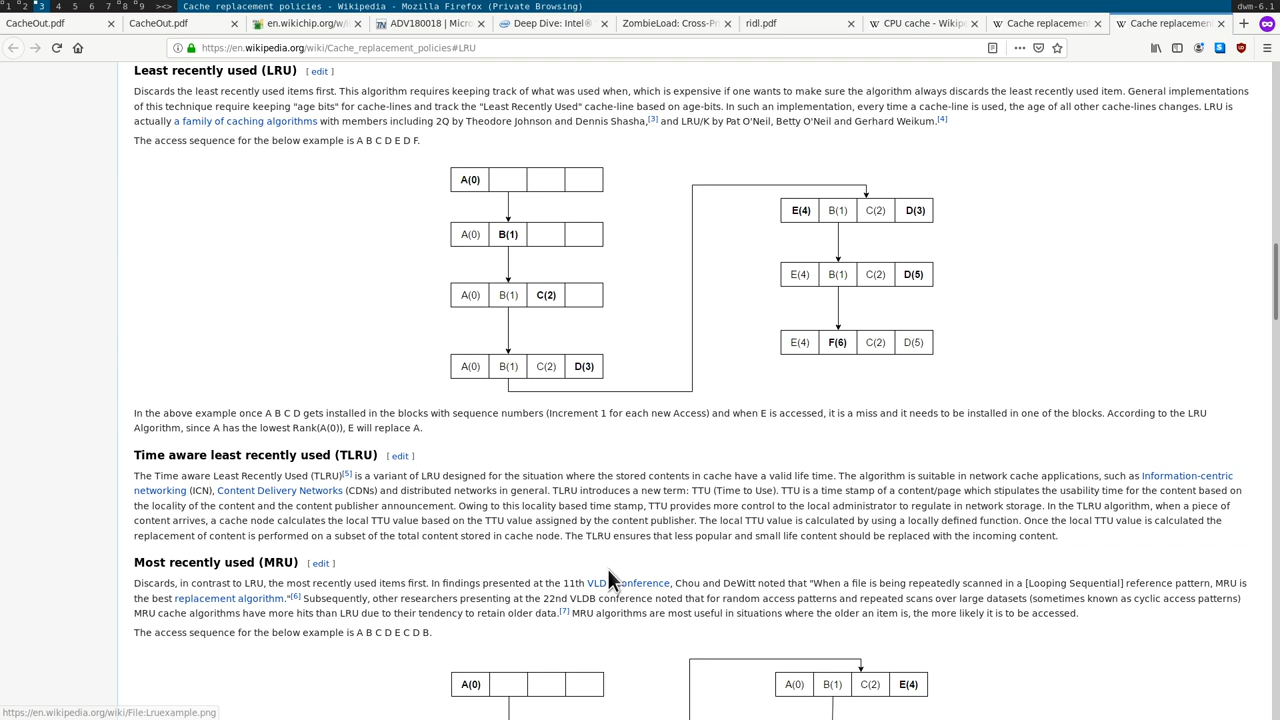 1 2 3 4 5 6 7 8 9 ><> Cache replacement policies - Wikipedia - Mozilla Firefox (Private Browsing) dwm-6.1
CacheOut.pdf CacheOut.pdf en.wikichip.org/wiki/i ADV180018 | Micro Deep Dive: Intel® ZombieLoad: Cross-Pr ridl.pdf CPU cache - Wiki Cache replacemen Cache replacemen
https://en.wikipedia.org/wiki/Cache_replacement_policies#LRU
Least recently used (LRU) [ edit ]
Discards the least recently used items first. This algorithm requires keeping track of what was used when, which is expensive if one wants to make sure the algorithm always discards the least recently used item. General implementations
of this technique require keeping "age bits" for cache-lines and track the "Least Recently Used" cache-line based on age-bits. In such an implementation, every time a cache-line is used, the age of all other cache-lines changes. LRU is
actually a family of caching algorithms with members including 2Q by Theodore Johnson and Dennis Shasha,[3] and LRU/K by Pat O'Neil, Betty O'Neil and Gerhard Weikum.[4]
The access sequence for the below example is A B C D E D F.
A(0)
A(0) B(1)
A(0) B(1) C(2)
A(0) B(1) C(2) D(3)
E(4) B(1) C(2) D(3)
E(4) B(1) C(2) D(5)
E(4) F(6) C(2) D(5)
In the above example once A B C D gets installed in the blocks with sequence numbers (Increment 1 for each new Access) and when E is accessed, it is a miss and it needs to be installed in one of the blocks. According to the LRU
Algorithm, since A has the lowest Rank(A(0)), E will replace A.
Time aware least recently used (TLRU) [ edit ]
The Time aware Least Recently Used (TLRU)[5] is a variant of LRU designed for the situation where the stored contents in cache have a valid life time. The algorithm is suitable in network cache applications, such as Information-centric
networking (ICN), Content Delivery Networks (CDNs) and distributed networks in general. TLRU introduces a new term: TTU (Time to Use). TTU is a time stamp of a content/page which stipulates the usability time for the content based on
the locality of the content and the content publisher announcement. Owing to this locality based time stamp, TTU provides more control to the local administrator to regulate in network storage. In the TLRU algorithm, when a piece of
content arrives, a cache node calculates the local TTU value based on the TTU value assigned by the content publisher. The local TTU value is calculated by using a locally defined function. Once the local TTU value is calculated the
replacement of content is performed on a subset of the total content stored in cache node. The TLRU ensures that less popular and small life content should be replaced with the incoming content.
Most recently used (MRU) [ edit ]
Discards, in contrast to LRU, the most recently used items first. In findings presented at the 11th VLD onference, Chou and DeWitt noted that "When a file is being repeatedly scanned in a [Looping Sequential] reference pattern, MRU is
the best replacement algorithm."[6] Subsequently, other researchers presenting at the 22nd VLDB conference noted that for random access patterns and repeated scans over large datasets (sometimes known as cyclic access patterns)
MRU cache algorithms have more hits than LRU due to their tendency to retain older data.[7] MRU algorithms are most useful in situations where the older an item is, the more likely it is to be accessed.
The access sequence for the below example is A B C D E C D B.
A(0)
A(0) B(1) C(2) E(4)
https://en.wikipedia.org/wiki/File:Lruexample.png